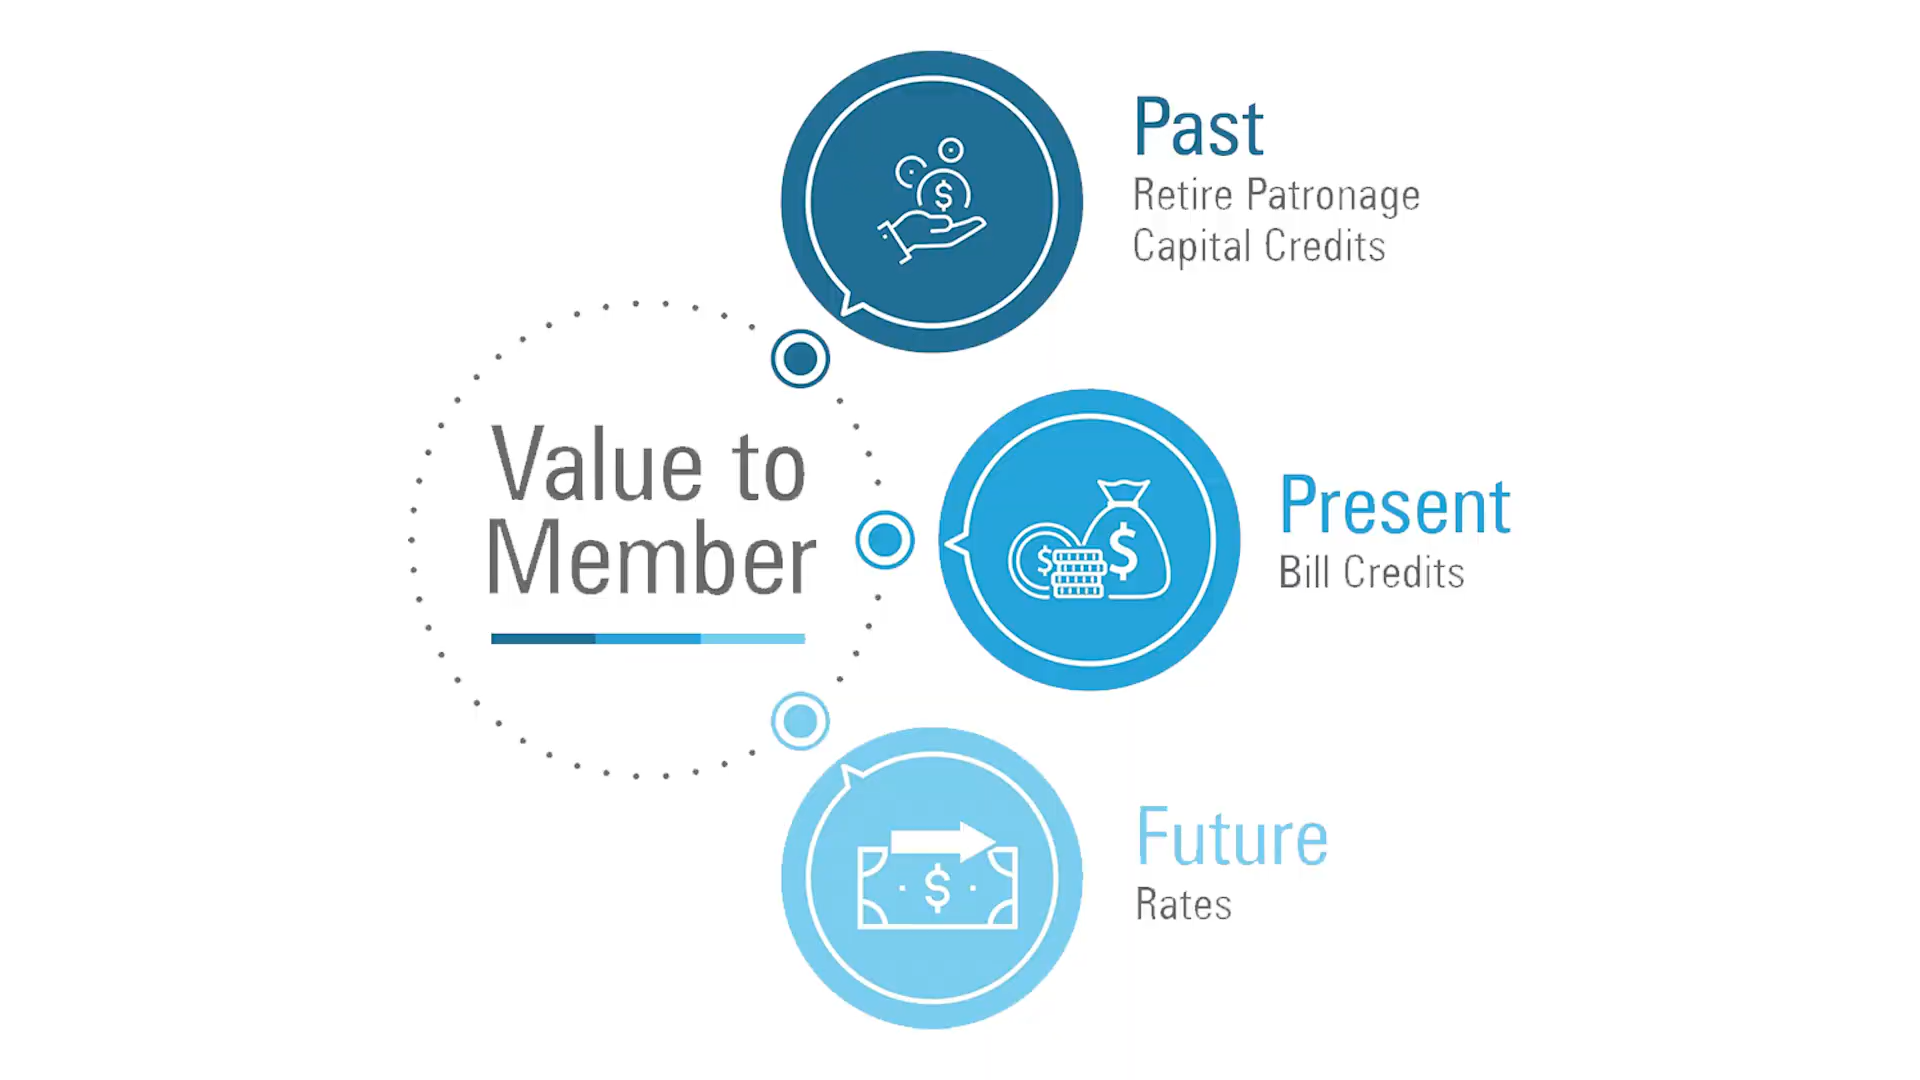 Value to
Member
Past
Retire Patronage
Capital Credits
$
Present
Bill Credits
$
$
Future
Rates
$